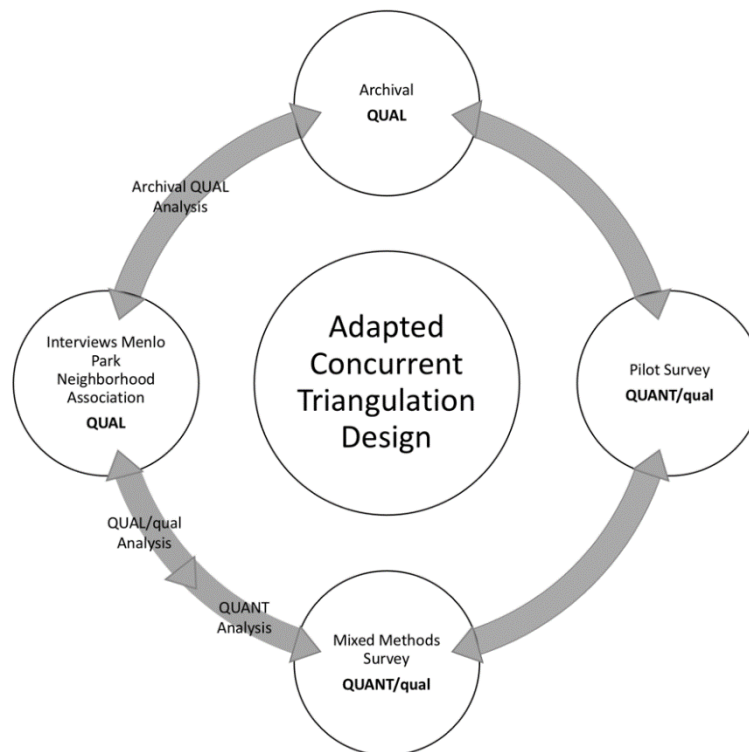 Archival
QUAL
Archival QUAL
Analysis
Interviews Menlo
Park
Neighborhood
Association
QUAL
Adapted
Concurrent
Triangulation
Design
Pilot Survey
QUANT/qual
QUAL/qual
Analysis
QUANT
Analysis
Mixed Methods
Survey
QUANT/qual